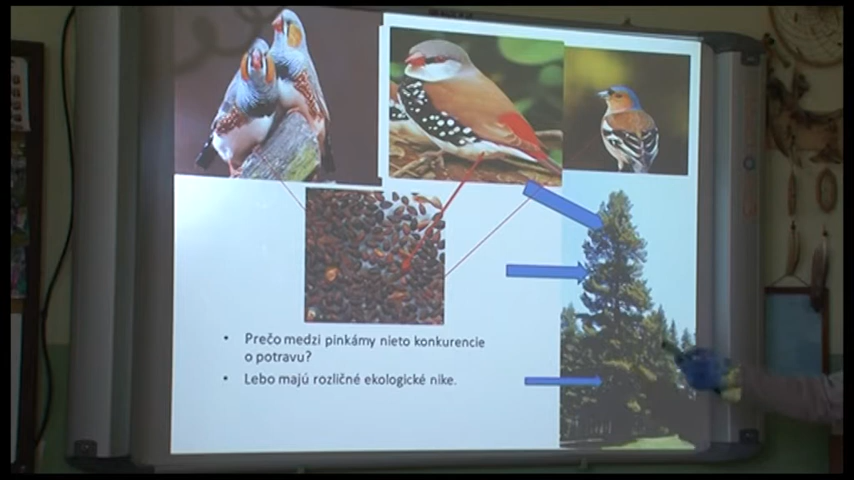 • Prečo medzi pinkámy nieto konkurencie
o potravu?
• Lebo majú rozličné ekologické nike.